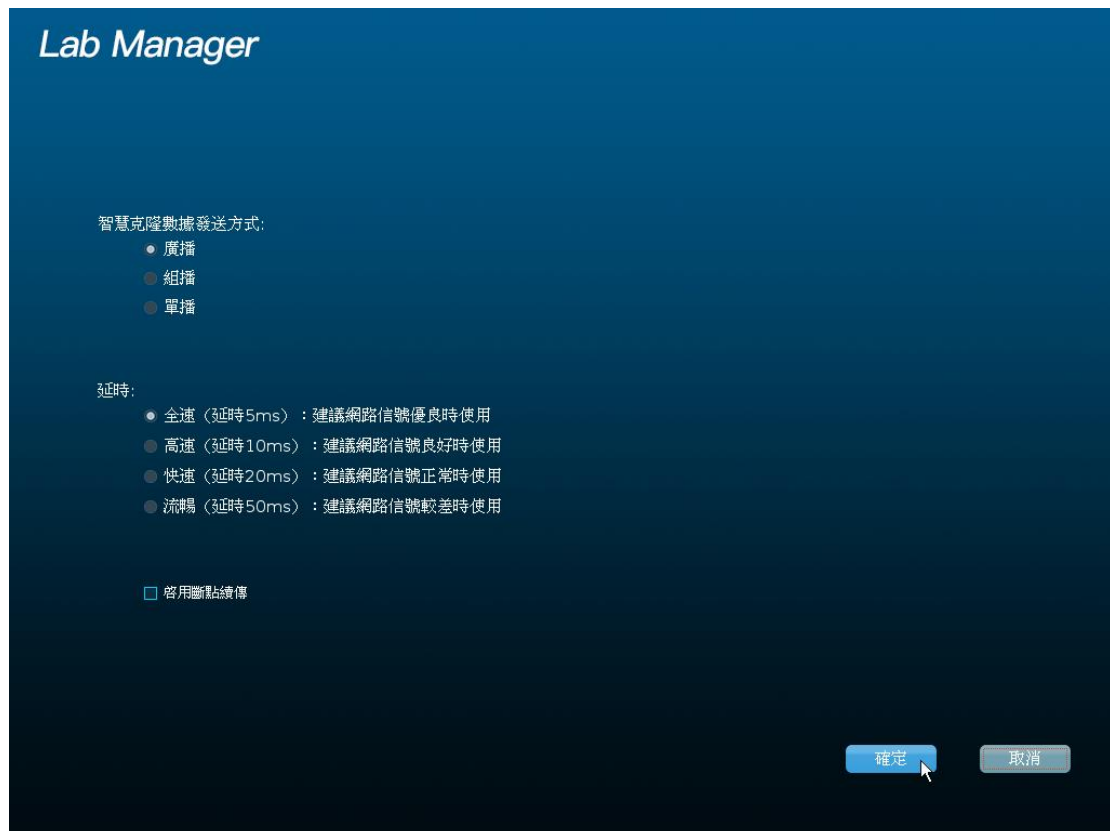 Lab Manager
智慧克隆數據發送方式:
廣播
組播
單播
延時:
全速（延時5ms）：建議網路信號優良時使用
高速（延時10ms）：建議網路信號良好時使用
快速（延時20ms）：建議網路信號正常時使用
流暢（延時50ms）：建議網路信號較差時使用
啓用斷點續傳
確定 取消